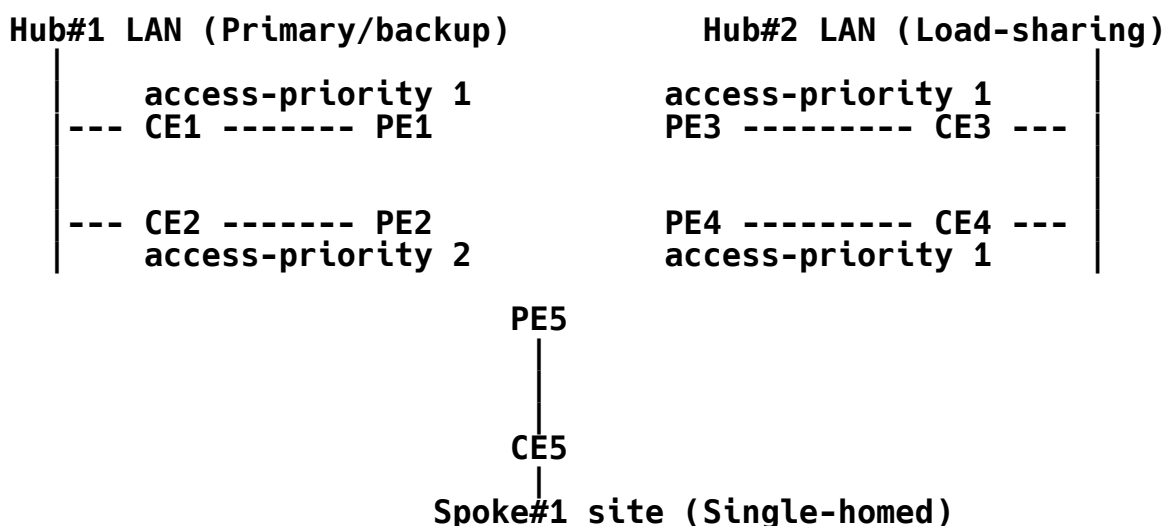 Hub#1 LAN (Primary/backup) Hub#2 LAN (Load-sharing)
access-priority 1 access-priority 1
|--- CE1 ------- PE1 PE3 --------- CE3 --- |
|--- CE2 ------- PE2 PE4 --------- CE4 --- |
access-priority 2 access-priority 1
PE5
CE5
Spoke#1 site (Single-homed)